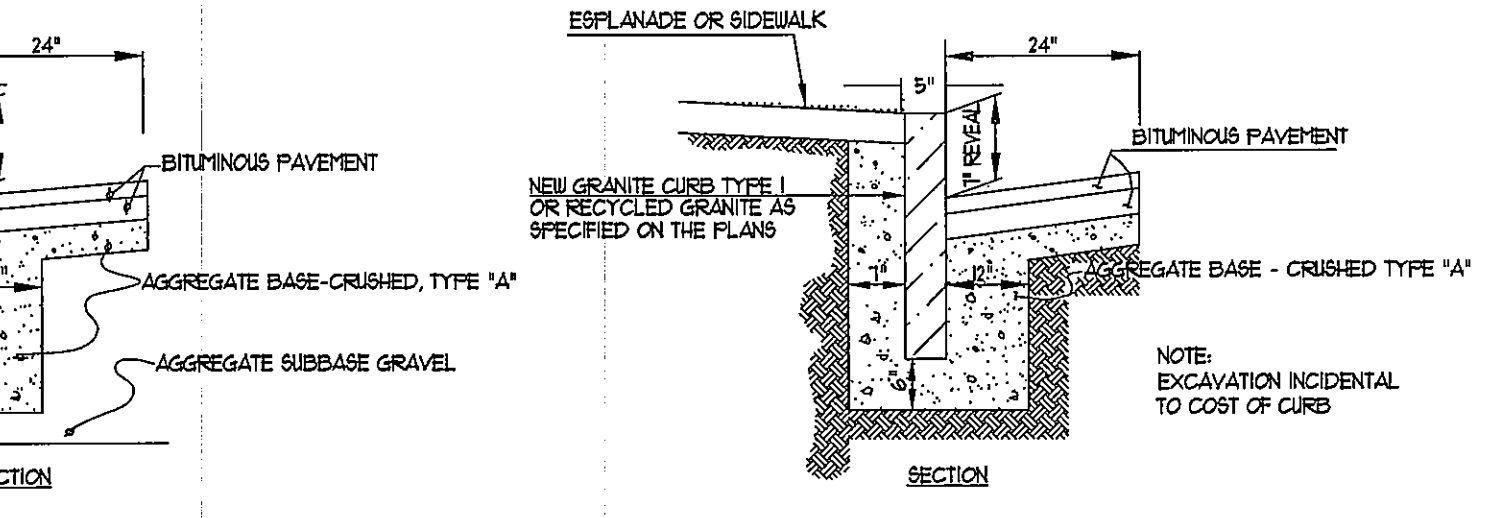 24"
BITUMINOUS PAVEMENT
AGGREGATE BASE-CRUSHED, TYPE "A"
AGGREGATE SUBBASE GRAVEL
CTION
ESPLANADE OR SIDEWALK
24"
5"
7" REVEAL
BITUMINOUS PAVEMENT
NEW GRANITE CURB TYPE 1
OR RECYCLED GRANITE AS
SPECIFIED ON THE PLANS
7"
12"
AGGREGATE BASE - CRUSHED TYPE "A"
6"
NOTE:
EXCAVATION INCIDENTAL
TO COST OF CURB
SECTION